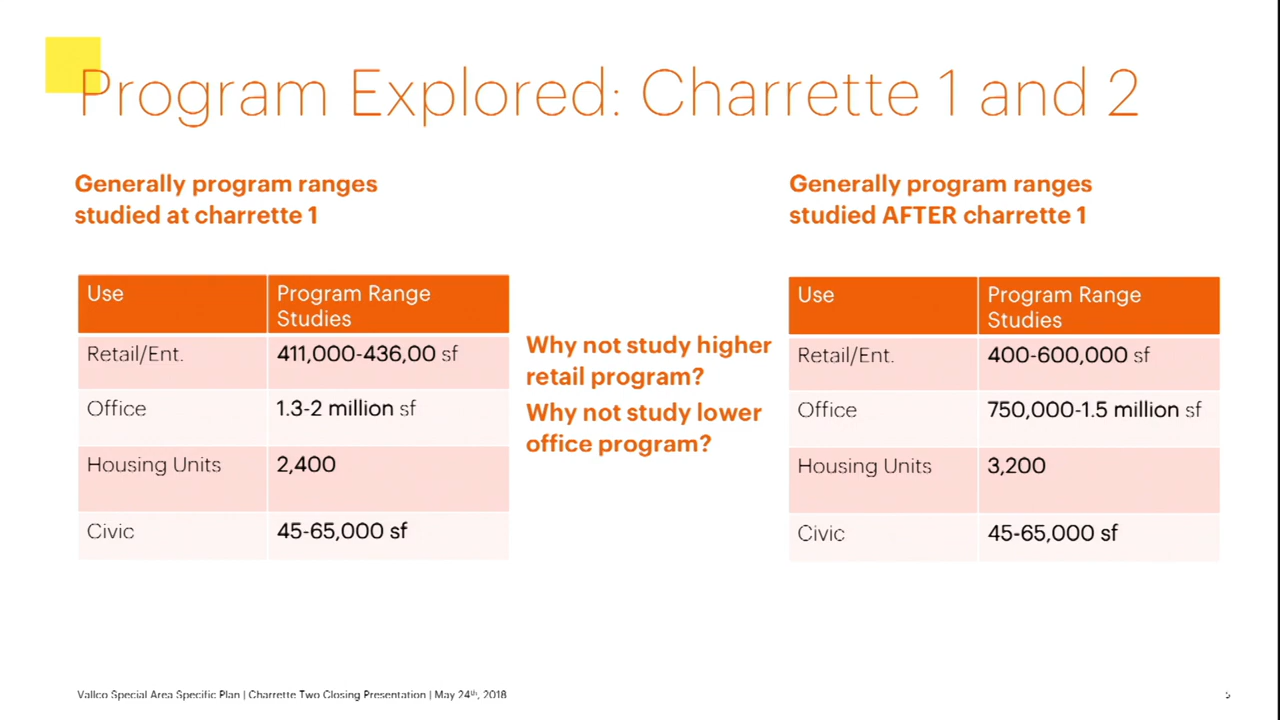 Program Explored: Charrette 1 and 2
Generally program ranges
studied at charrette 1
Use Program Range
Studies
Retail/Ent. 411,000-436,00 sf
Office 1.3-2 million sf
Housing Units 2,400
Civic 45-65,000 sf
Why not study higher
retail program?
Why not study lower
office program?
Generally program ranges
studied AFTER charrette 1
Use Program Range
Studies
Retail/Ent. 400-600,000 sf
Office 750,000-1.5 million sf
Housing Units 3,200
Civic 45-65,000 sf
Vallco Special Area Specific Plan | Charrette Two Closing Presentation | May 24th, 2018